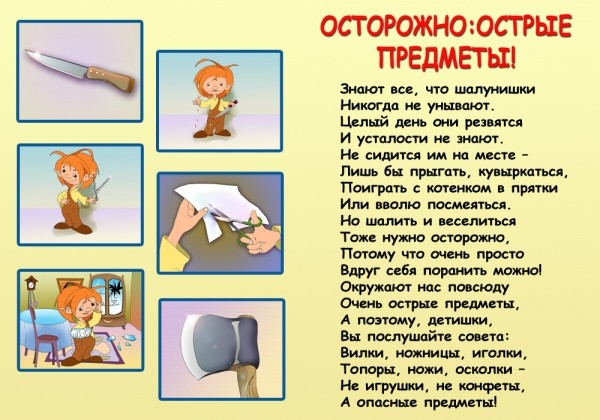 ОСТОРОЖНО:ОСТРЫЕ
ПРЕДМЕТЫ!
Знают все, что шалунишки
Никогда не унывают.
Целый день они резвятся
И усталости не знают.
Не сидится им на месте –
Лишь бы прыгать, кувыркаться,
Поиграть с котенком в прятки
Или вволю посмеяться.
Но шалить и веселиться
Тоже нужно осторожно,
Потому что очень просто
Вдруг себя поранить можно!
Окружают нас повсюду
Очень острые предметы,
А поэтому, детишки,
Вы послушайте совета:
Вилки, ножницы, иголки,
Топоры, ножи, осколки –
Не игрушки, не конфеты,
А опасные предметы!